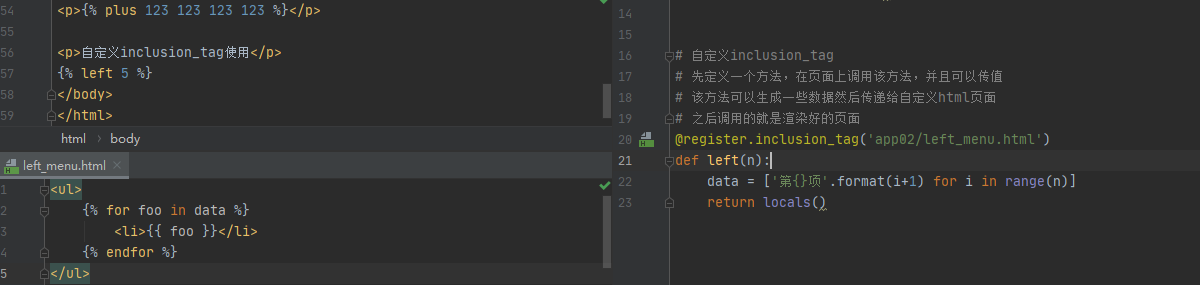 54 <p>{% plus 123 123 123 123 %}</p>
55
56 <p>自定义inclusion_tag使用</p>
57 {% left 5 %}
58 </body>
59 </html>
html › body
left_menu.html ×
1 <ul>
2 {% for foo in data %}
3 <li>{{ foo }}</li>
4 {% endfor %}
5 </ul>
14
15
16 # 自定义inclusion_tag
17 # 先定义一个方法，在页面上调用该方法，并且可以传值
18 # 该方法可以生成一些数据然后传递给自定义html页面
19 # 之后调用的就是渲染好的页面
20 @register.inclusion_tag('app02/left_menu.html')
21 def left(n):
22 data = ['第{}项'.format(i+1) for i in range(n)]
23 return locals()